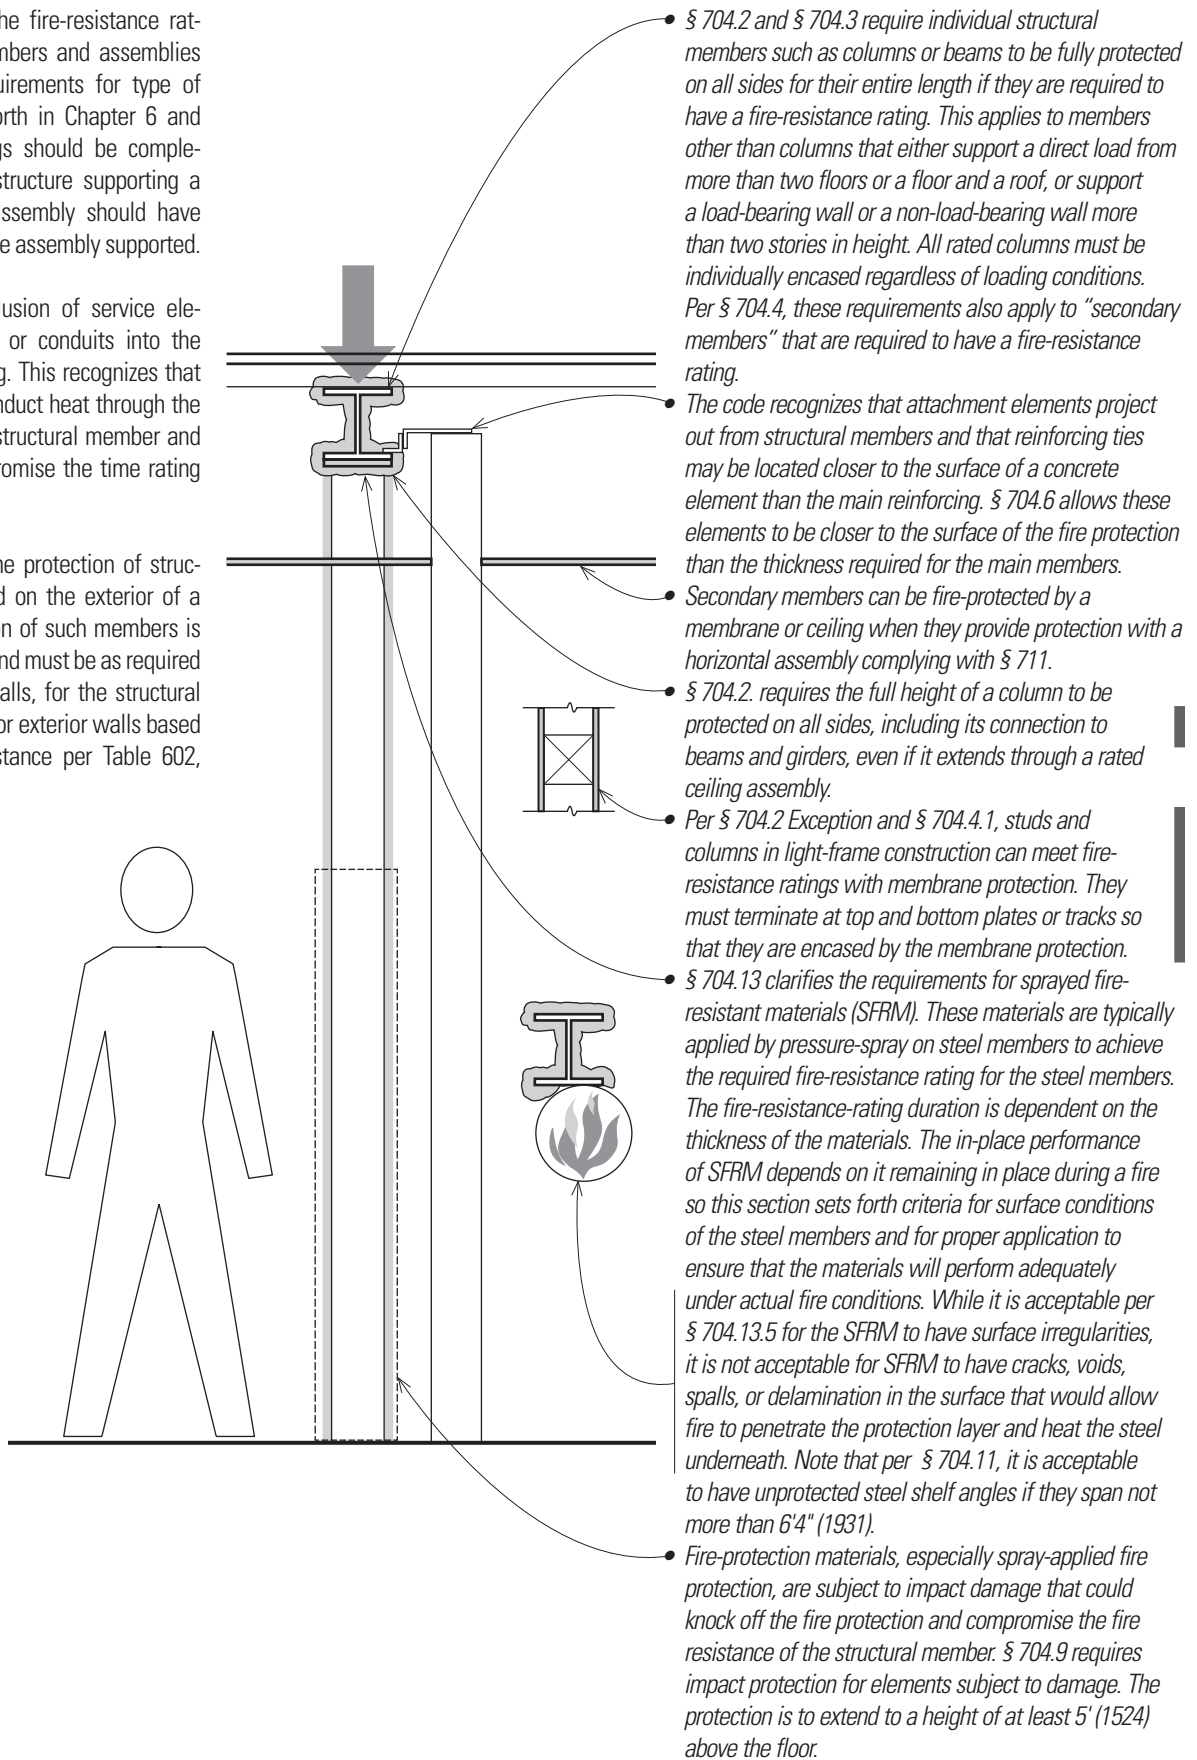 he fire-resistance rat-
mbers and assemblies
uirements for type of
orth in Chapter 6 and
gs should be comple-
structure supporting a
assembly should have
e assembly supported.
lusion of service ele-
or conduits into the
g. This recognizes that
nduct heat through the
structural member and
romise the time rating
he protection of struc-
d on the exterior of a
on of such members is
nd must be as required
alls, for the structural
or exterior walls based
stance per Table 602,
• § 704.2 and § 704.3 require individual structural
members such as columns or beams to be fully protected
on all sides for their entire length if they are required to
have a fire-resistance rating. This applies to members
other than columns that either support a direct load from
more than two floors or a floor and a roof, or support
a load-bearing wall or a non-load-bearing wall more
than two stories in height. All rated columns must be
individually encased regardless of loading conditions.
Per § 704.4, these requirements also apply to “secondary
members” that are required to have a fire-resistance
rating.
• The code recognizes that attachment elements project
out from structural members and that reinforcing ties
may be located closer to the surface of a concrete
element than the main reinforcing. § 704.6 allows these
elements to be closer to the surface of the fire protection
than the thickness required for the main members.
• Secondary members can be fire-protected by a
membrane or ceiling when they provide protection with a
horizontal assembly complying with § 711.
• § 704.2. requires the full height of a column to be
protected on all sides, including its connection to
beams and girders, even if it extends through a rated
ceiling assembly.
• Per § 704.2 Exception and § 704.4.1, studs and
columns in light-frame construction can meet fire-
resistance ratings with membrane protection. They
must terminate at top and bottom plates or tracks so
that they are encased by the membrane protection.
• § 704.13 clarifies the requirements for sprayed fire-
resistant materials (SFRM). These materials are typically
applied by pressure-spray on steel members to achieve
the required fire-resistance rating for the steel members.
The fire-resistance-rating duration is dependent on the
thickness of the materials. The in-place performance
of SFRM depends on it remaining in place during a fire
so this section sets forth criteria for surface conditions
of the steel members and for proper application to
ensure that the materials will perform adequately
under actual fire conditions. While it is acceptable per
§ 704.13.5 for the SFRM to have surface irregularities,
it is not acceptable for SFRM to have cracks, voids,
spalls, or delamination in the surface that would allow
fire to penetrate the protection layer and heat the steel
underneath. Note that per § 704.11, it is acceptable
to have unprotected steel shelf angles if they span not
more than 6'4" (1931).
• Fire-protection materials, especially spray-applied fire
protection, are subject to impact damage that could
knock off the fire protection and compromise the fire
resistance of the structural member. § 704.9 requires
impact protection for elements subject to damage. The
protection is to extend to a height of at least 5' (1524)
above the floor.